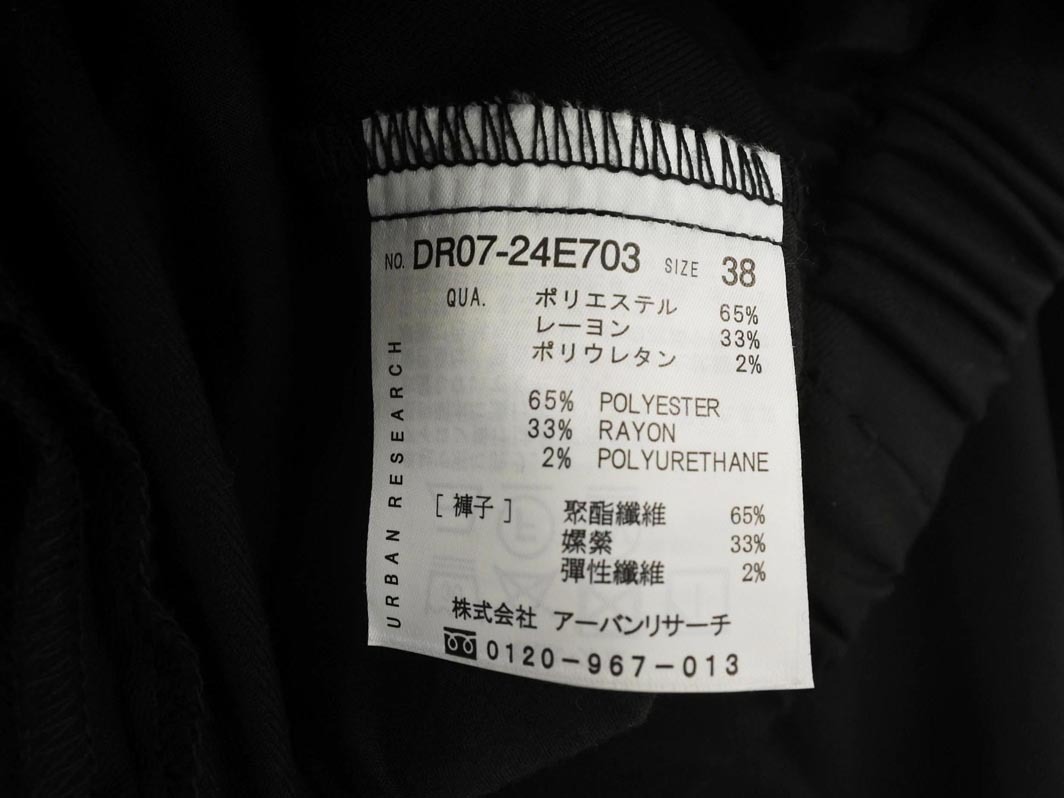 NO. DR07-24E703 SIZE 38
QUA. ポリエステル 65%
レーヨン 33%
ポリウレタン 2%
65% POLYESTER
33% RAYON
2% POLYURETHANE
[ 褲子 ] 聚酯纖維 65%
嫘縈 33%
彈性纖維 2%
株式会社 アーバンリサーチ
0120-967-013
URBAN RESEARCH